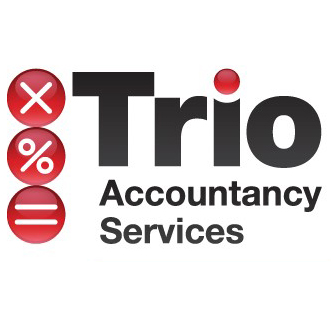 ×
%
=
Trio
Accountancy
Services